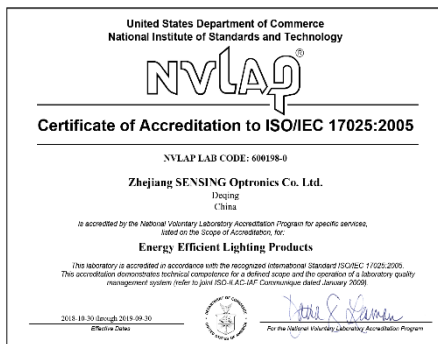 United States Department of Commerce
National Institute of Standards and Technology
NVLAP®
Certificate of Accreditation to ISO/IEC 17025:2005
NVLAP LAB CODE: 600198-0
Zhejiang SENSING Optronics Co. Ltd.
Deqing
China
is accredited by the National Voluntary Laboratory Accreditation Program for specific services,
listed on the Scope of Accreditation, for:
Energy Efficient Lighting Products
This laboratory is accredited in accordance with the recognized International Standard ISO/IEC 17025:2005.
This accreditation demonstrates technical competence for a defined scope and the operation of a laboratory quality
management system (refer to joint ISO-ILAC-IAF Communique dated January 2009).
2018-10-30 through 2019-09-30
Effective Dates
For the National Voluntary Laboratory Accreditation Program